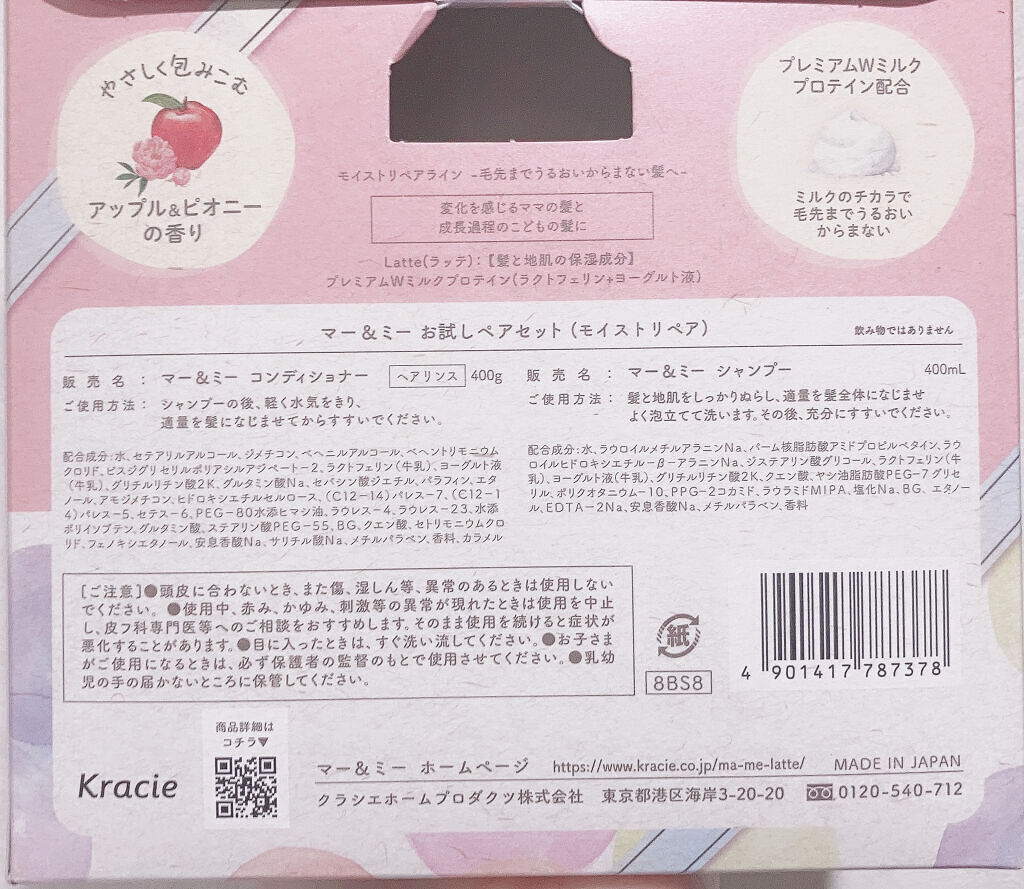 やさしく包みこむ
アップル&ピオニー
の香り
プレミアムWミルク
プロテイン配合
ミルクのチカラで
毛先までうるおい
からまない
モイストリペアライン -毛先までうるおいからまない髪へ-
変化を感じるママの髪と
成長過程のこどもの髪に
Latte(ラッテ):【髪と地肌の保湿成分】
プレミアムWミルクプロテイン(ラクトフェリン+ヨーグルト液)
マー&ミー お試しペアセット(モイストリペア)
飲み物ではありません
販売名: マー&ミー コンディショナー ヘアリンス 400g
ご使用方法: シャンプーの後、軽く水気をきり、
適量を髪になじませてからすすいでください。
配合成分:水、セテアリルアルコール、ジメチコン、ベヘニルアルコール、ベヘントリモニウム
クロリド、ビスジグリセリルポリアシルアジペート-2、ラクトフェリン(牛乳)、ヨーグルト液
(牛乳)、グリチルリチン酸2K、グルタミン酸Na、セバシン酸ジエチル、パラフィン、エタ
ノール、アモジメチコン、ヒドロキシエチルセルロース、(C12-14)パレス-7、(C12-1
4)パレス-5、セテス-6、PEG-80水添ヒマシ油、ラウレス-4、ラウレス-23、水添
ポリイソブテン、グルタミン酸、ステアリン酸PEG-55、BG、クエン酸、セトリモニウムクロ
リド、フェノキシエタノール、安息香酸Na、サリチル酸Na、メチルパラベン、香料、カラメル
販売名: マー&ミー シャンプー 400mL
ご使用方法: 髪と地肌をしっかりぬらし、適量を髪全体になじませ
よく泡立てて洗います。その後、充分にすすいでください。
配合成分:水、ラウロイルメチルアラニンNa、パーム核脂肪酸アミドプロピルベタイン、ラウ
ロイルヒドロキシエチル-β-アラニンNa、ジステアリン酸グリコール、ラクトフェリン(牛
乳)、ヨーグルト液(牛乳)、グリチルリチン酸2K、クエン酸、ヤシ油脂肪酸PEG-7グリセ
リル、ポリクオタニウム-10、PPG-2コカミド、ラウラミドMIPA、塩化Na、BG、エタノー
ル、EDTA-2Na、安息香酸Na、メチルパラベン、香料
[ご注意]●頭皮に合わないとき、また傷、湿しん等、異常のあるときは使用しない
でください。●使用中、赤み、かゆみ、刺激等の異常が現れたときは使用を中止
し、皮フ科専門医等へのご相談をおすすめします。そのまま使用を続けると症状が
悪化することがあります。●目に入ったときは、すぐ洗い流してください。●お子さま
がご使用になるときは、必ず保護者の監督のもとで使用させてください。●乳幼
児の手の届かないところに保管してください。
紙
8BS8
4 901417 787378
商品詳細は
コチラ▼
Kracie
マー&ミー ホームページ https://www.kracie.co.jp/ma-me-latte/ MADE IN JAPAN
クラシエホームプロダクツ株式会社 東京都港区海岸3-20-20 0120-540-712